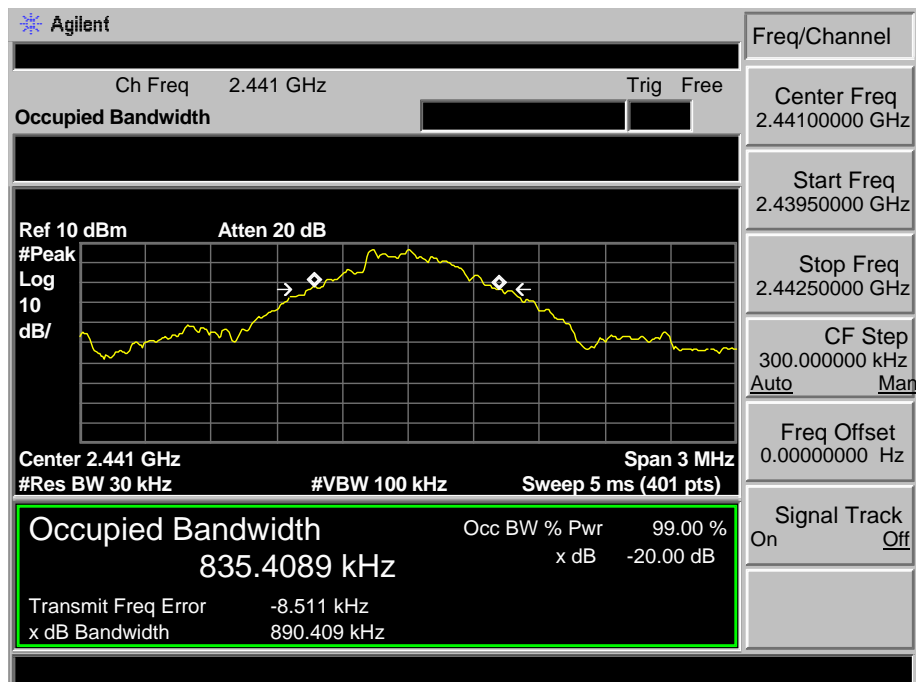 Agilent
Freq/Channel
Ch Freq 2.441 GHz Trig Free
Occupied Bandwidth
Center Freq
2.44100000 GHz
Start Freq
2.43950000 GHz
Ref 10 dBm Atten 20 dB
#Peak
Log
10
dB/
Stop Freq
2.44250000 GHz
CF Step
300.000000 kHz
Auto Man
Freq Offset
0.00000000 Hz
Center 2.441 GHz Span 3 MHz
#Res BW 30 kHz #VBW 100 kHz Sweep 5 ms (401 pts)
Signal Track
On Off
Occupied Bandwidth Occ BW % Pwr 99.00 %
835.4089 kHz x dB -20.00 dB
Transmit Freq Error -8.511 kHz
x dB Bandwidth 890.409 kHz